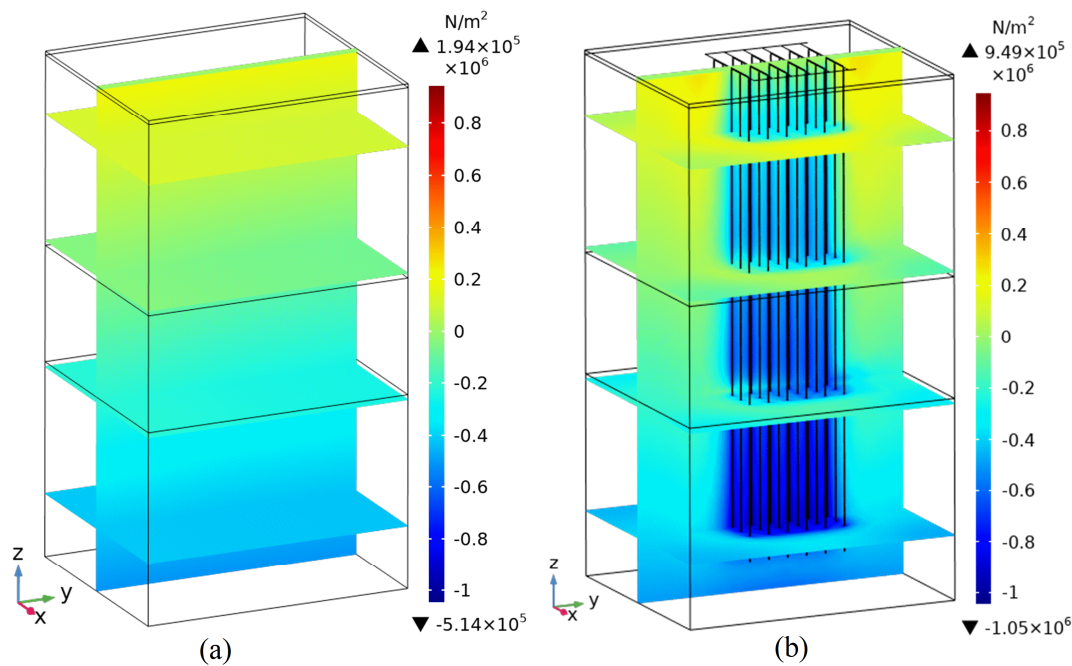 N/m²
▲ 1.94×10⁵
×10⁶
0.8
0.6
0.4
0.2
0
-0.2
-0.4
-0.6
-0.8
-1
▼ -5.14×10⁵
z
y
x
(a)
N/m²
▲ 9.49×10⁵
×10⁶
0.8
0.6
0.4
0.2
0
-0.2
-0.4
-0.6
-0.8
-1
▼ -1.05×10⁶
z
y
x
(b)